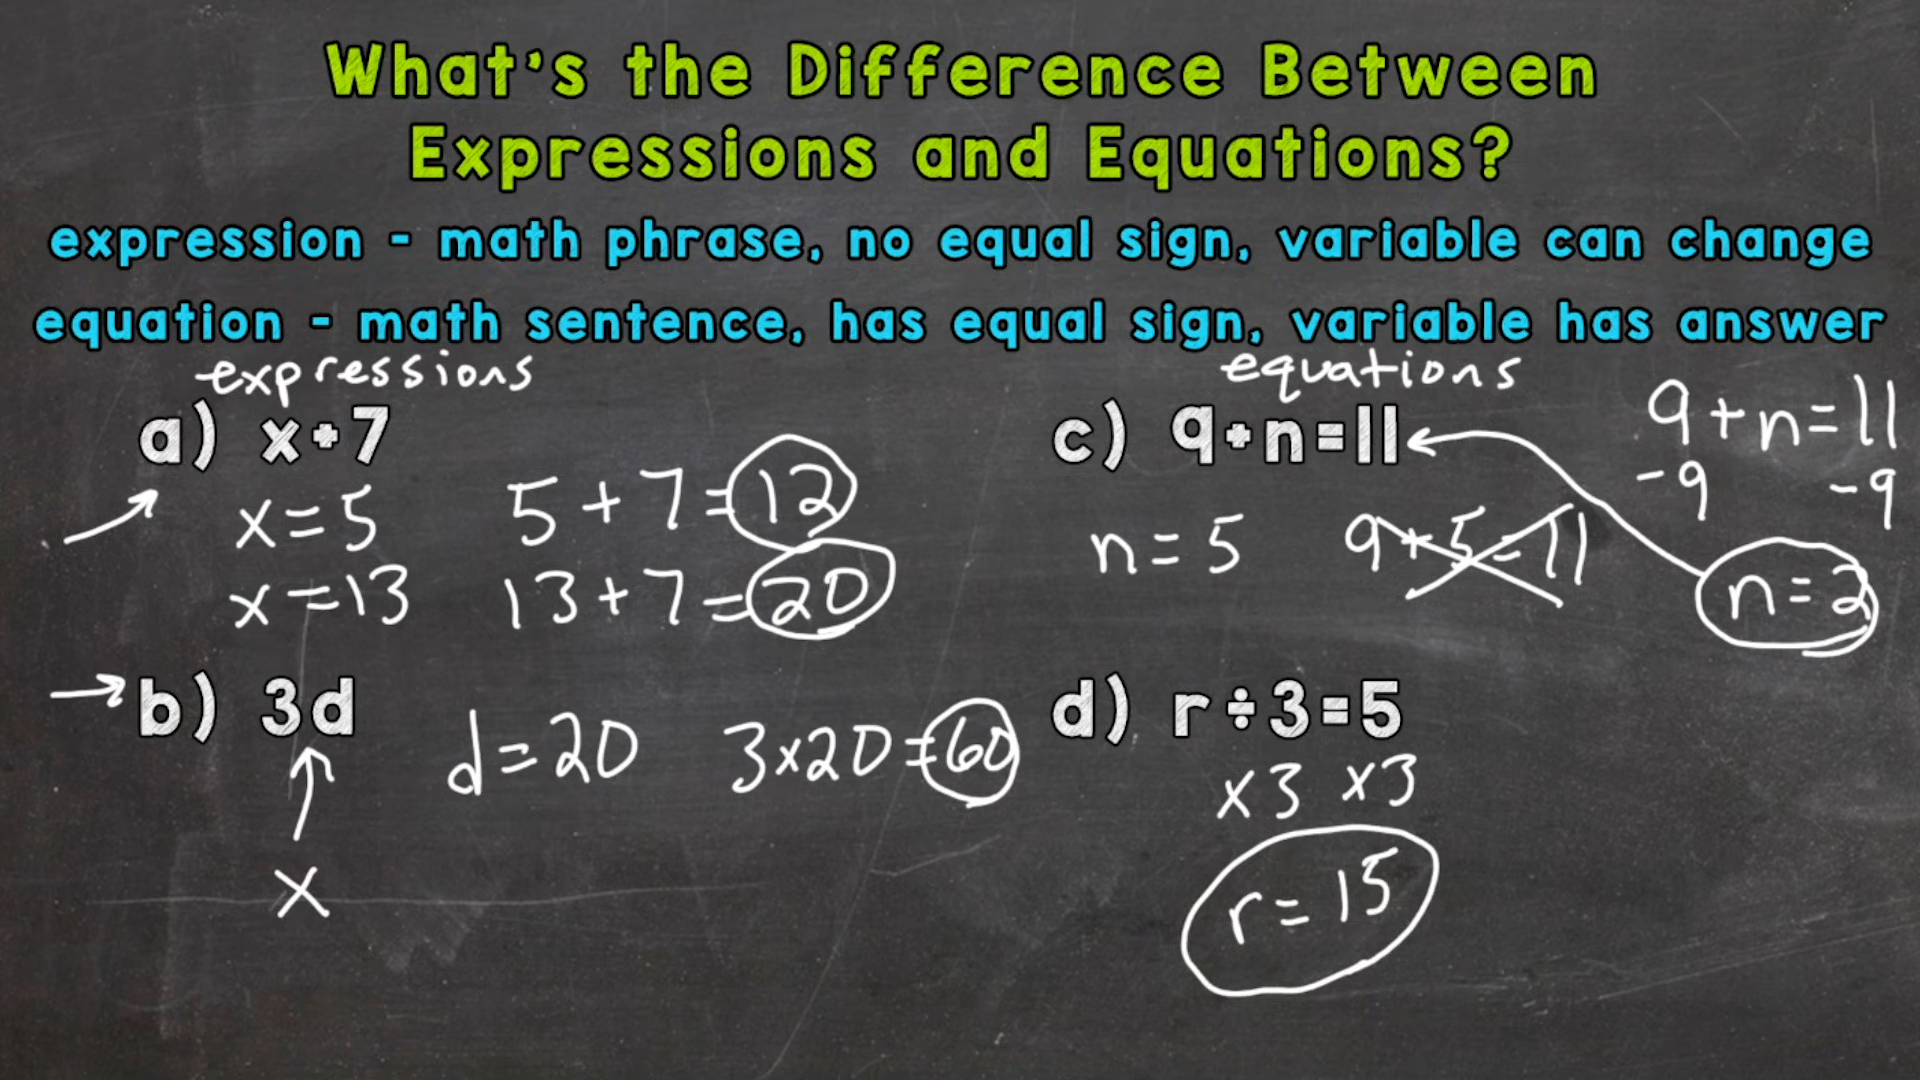 What's the Difference Between
Expressions and Equations?
expression - math phrase, no equal sign, variable can change
equation - math sentence, has equal sign, variable has answer
expressions
a) x+7
x=5 5+7=12
x=13 13+7=20
b) 3d
d=20 3x20=60
x
equations
c) 9+n=11
n=5 9+5=11
9+n=11
-9 -9
n=2
d) r÷3=5
x3 x3
r=15